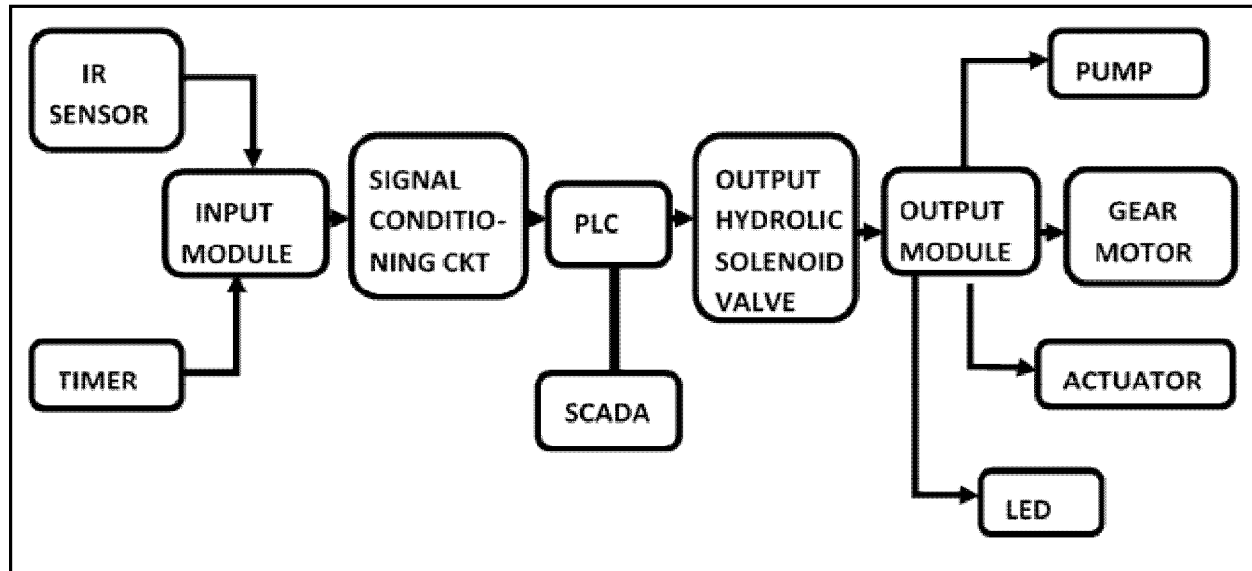 IR
SENSOR
TIMER
INPUT
MODULE
SIGNAL
CONDITIO-
NING CKT
PLC
SCADA
OUTPUT
HYDROLIC
SOLENOID
VALVE
OUTPUT
MODULE
PUMP
GEAR
MOTOR
ACTUATOR
LED